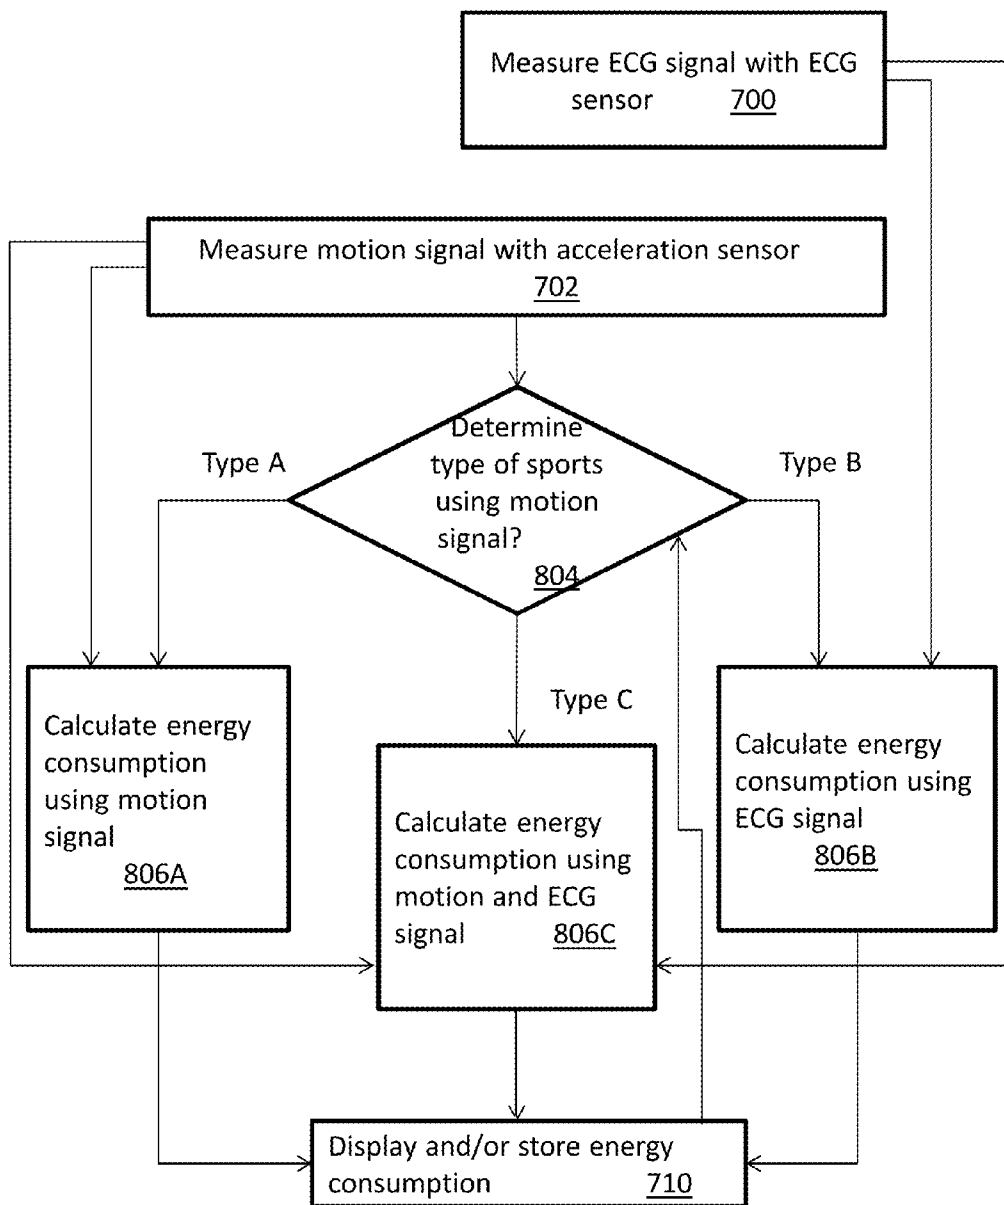 Measure ECG signal with ECG
sensor 700
Measure motion signal with acceleration sensor
702
Determine
type of sports
using motion
signal?
804
Type A
Type B
Type C
Calculate energy
consumption
using motion
signal
806A
Calculate energy
consumption using
motion and ECG
signal 806C
Calculate energy
consumption using
ECG signal
806B
Display and/or store energy
consumption 710